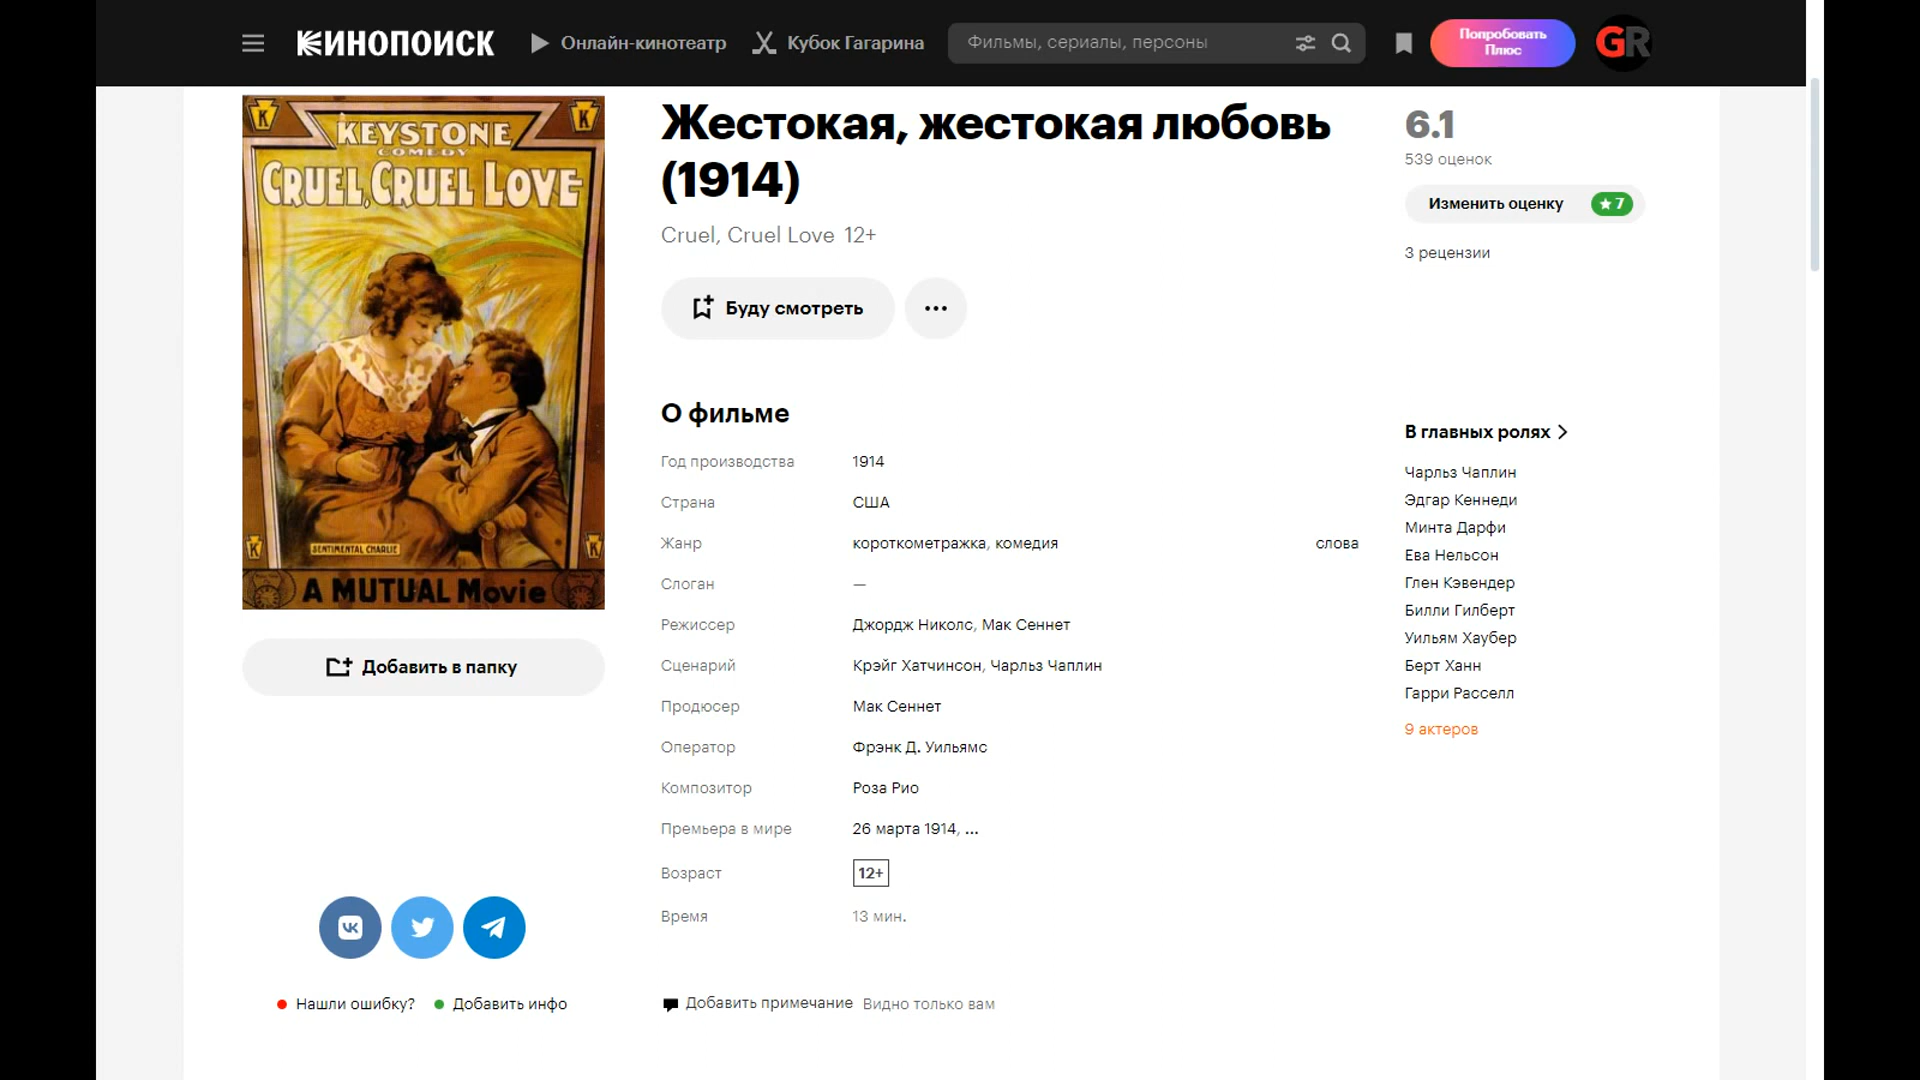 КИНОПОИСК
Онлайн-кинотеатр
Кубок Гагарина
Фильмы, сериалы, персоны
Попробовать
Плюс
GR
K
K
KEYSTONE
COMEDY
CRUEL, CRUEL LOVE
K
SENTIMENTAL CHARLIE
K
A MUTUAL Movie
Добавить в папку
Нашли ошибку?
Добавить инфо
Жестокая, жестокая любовь
(1914)
Cruel, Cruel Love 12+
Буду смотреть
О фильме
Год производства 1914
Страна США
Жанр короткометражка, комедия слова
Слоган —
Режиссер Джордж Николс, Мак Сеннет
Сценарий Крэйг Хатчинсон, Чарльз Чаплин
Продюсер Мак Сеннет
Оператор Фрэнк Д. Уильямс
Композитор Роза Рио
Премьера в мире 26 марта 1914, ...
Возраст 12+
Время 13 мин.
Добавить примечание Видно только вам
6.1
539 оценок
Изменить оценку 7
3 рецензии
В главных ролях
Чарльз Чаплин
Эдгар Кеннеди
Минта Дарфи
Ева Нельсон
Глен Кэвендер
Билли Гилберт
Уильям Хаубер
Берт Ханн
Гарри Расселл
9 актеров